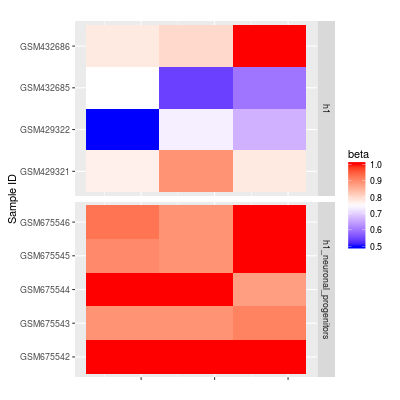 GSM432686
GSM432685
GSM429322
GSM429321
h1
GSM675546
GSM675545
GSM675544
GSM675543
GSM675542
h1_neuronal_progenitors
Sample ID
beta
1.0
0.9
0.8
0.7
0.6
0.5